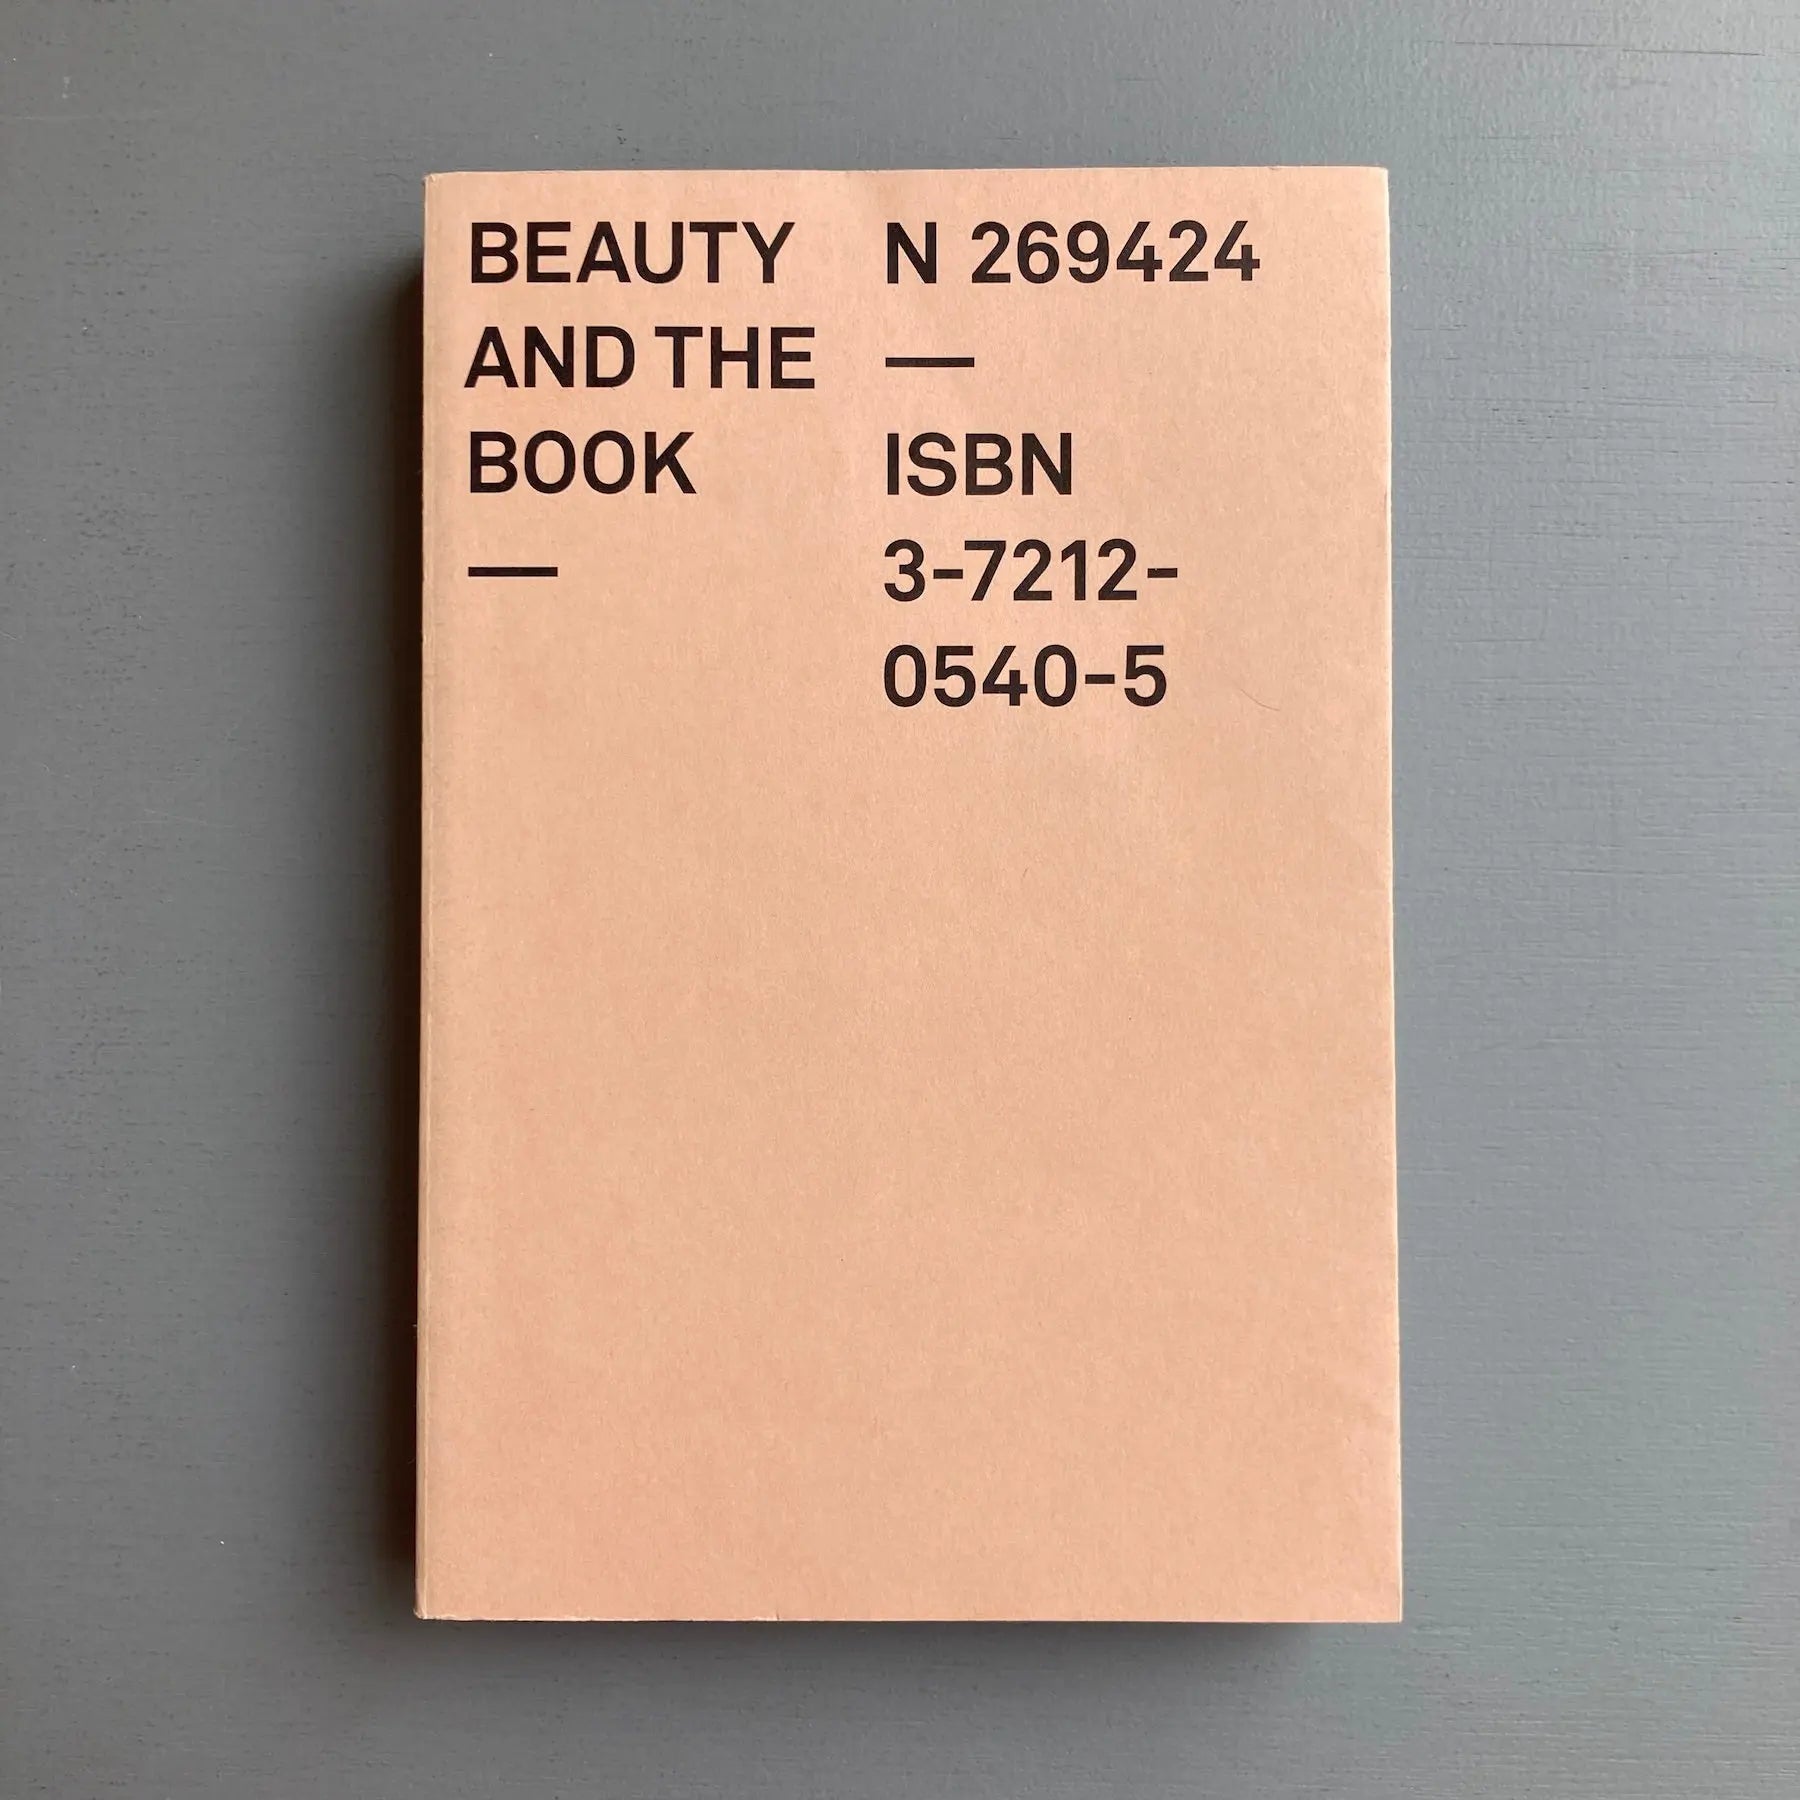 BEAUTY
AND THE
BOOK
—
N 269424
—
ISBN
3-7212-
0540-5